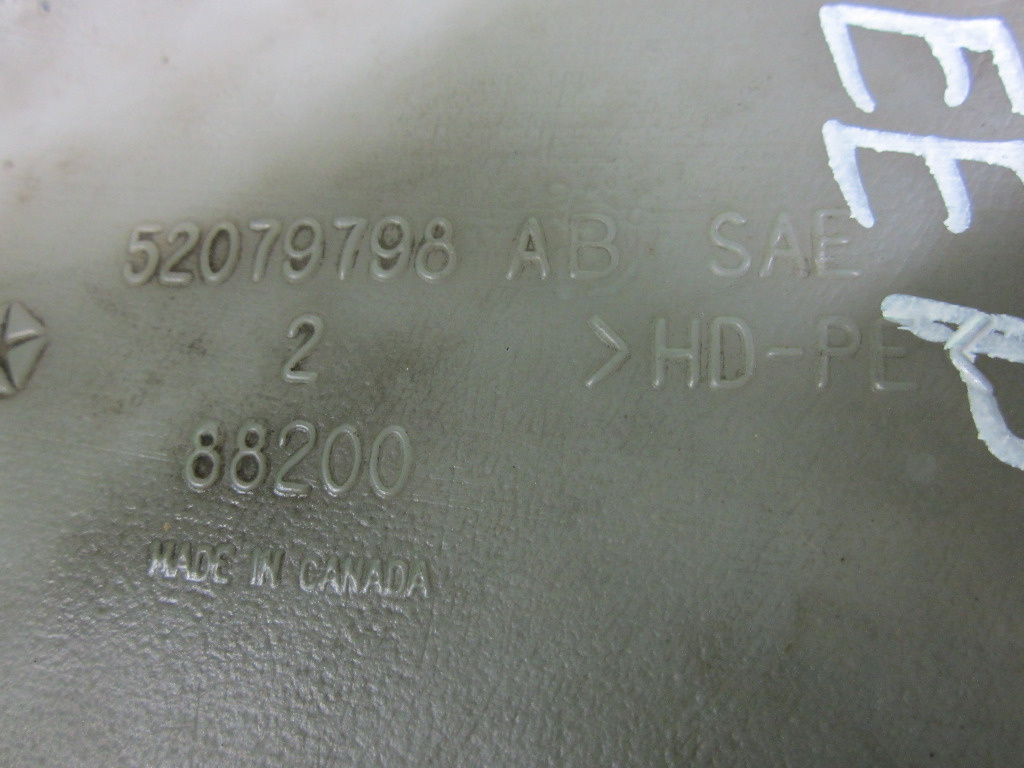 52079798 AB SAE
2 >HD-PE<
88200
MADE IN CANADA